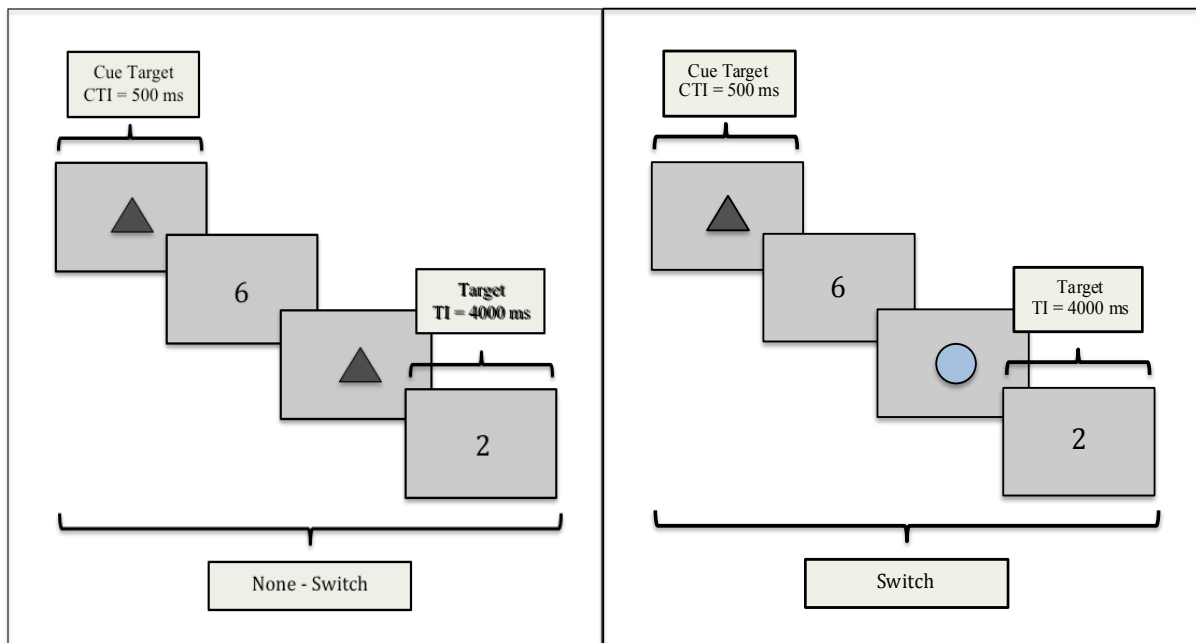 Cue Target
CTI = 500 ms
6
Target
TI = 4000 ms
2
None - Switch
Cue Target
CTI = 500 ms
6
Target
TI = 4000 ms
2
Switch